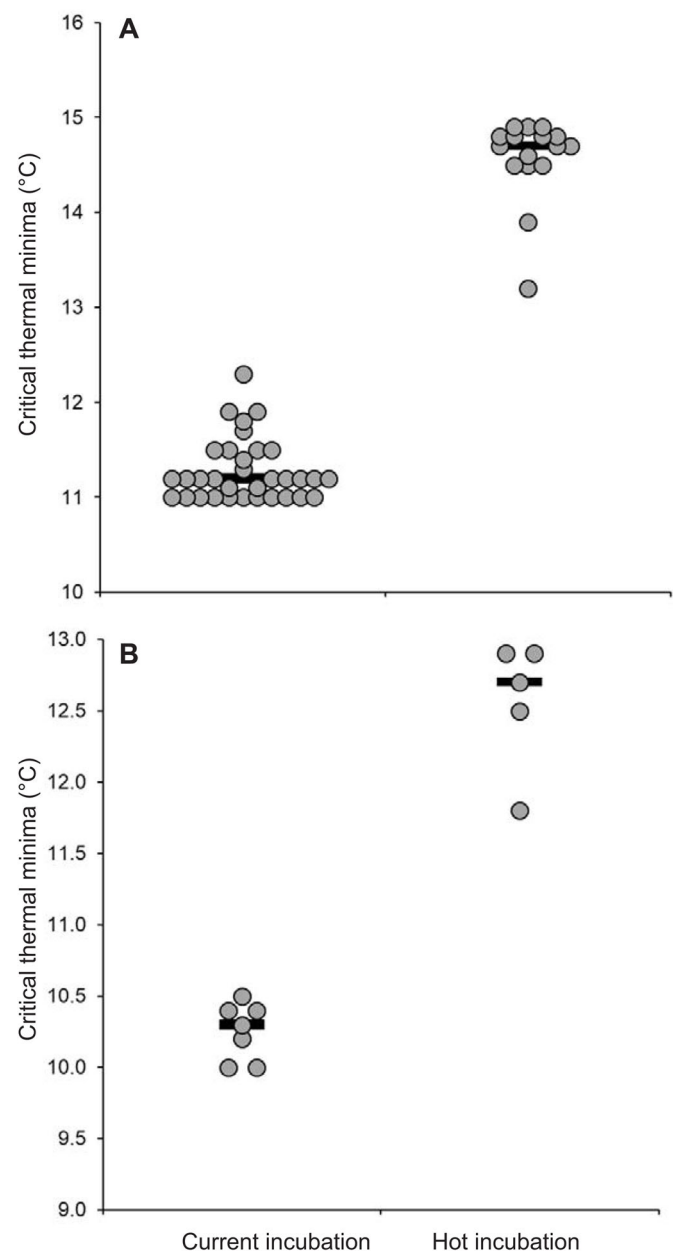 A
Critical thermal minima (°C)
16
15
14
13
12
11
10
B
Critical thermal minima (°C)
13.0
12.5
12.0
11.5
11.0
10.5
10.0
9.5
9.0
Current incubation
Hot incubation